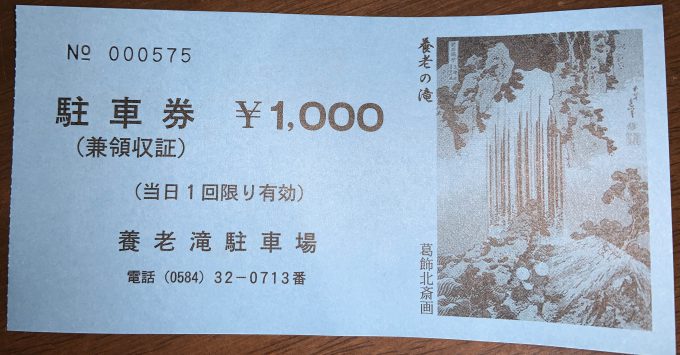 № 000575
駐車券 ¥1,000
(兼領収証)
(当日1回限り有効)
養老滝駐車場
電話 (0584) 32-0713番
養老の滝
葛飾北斎画